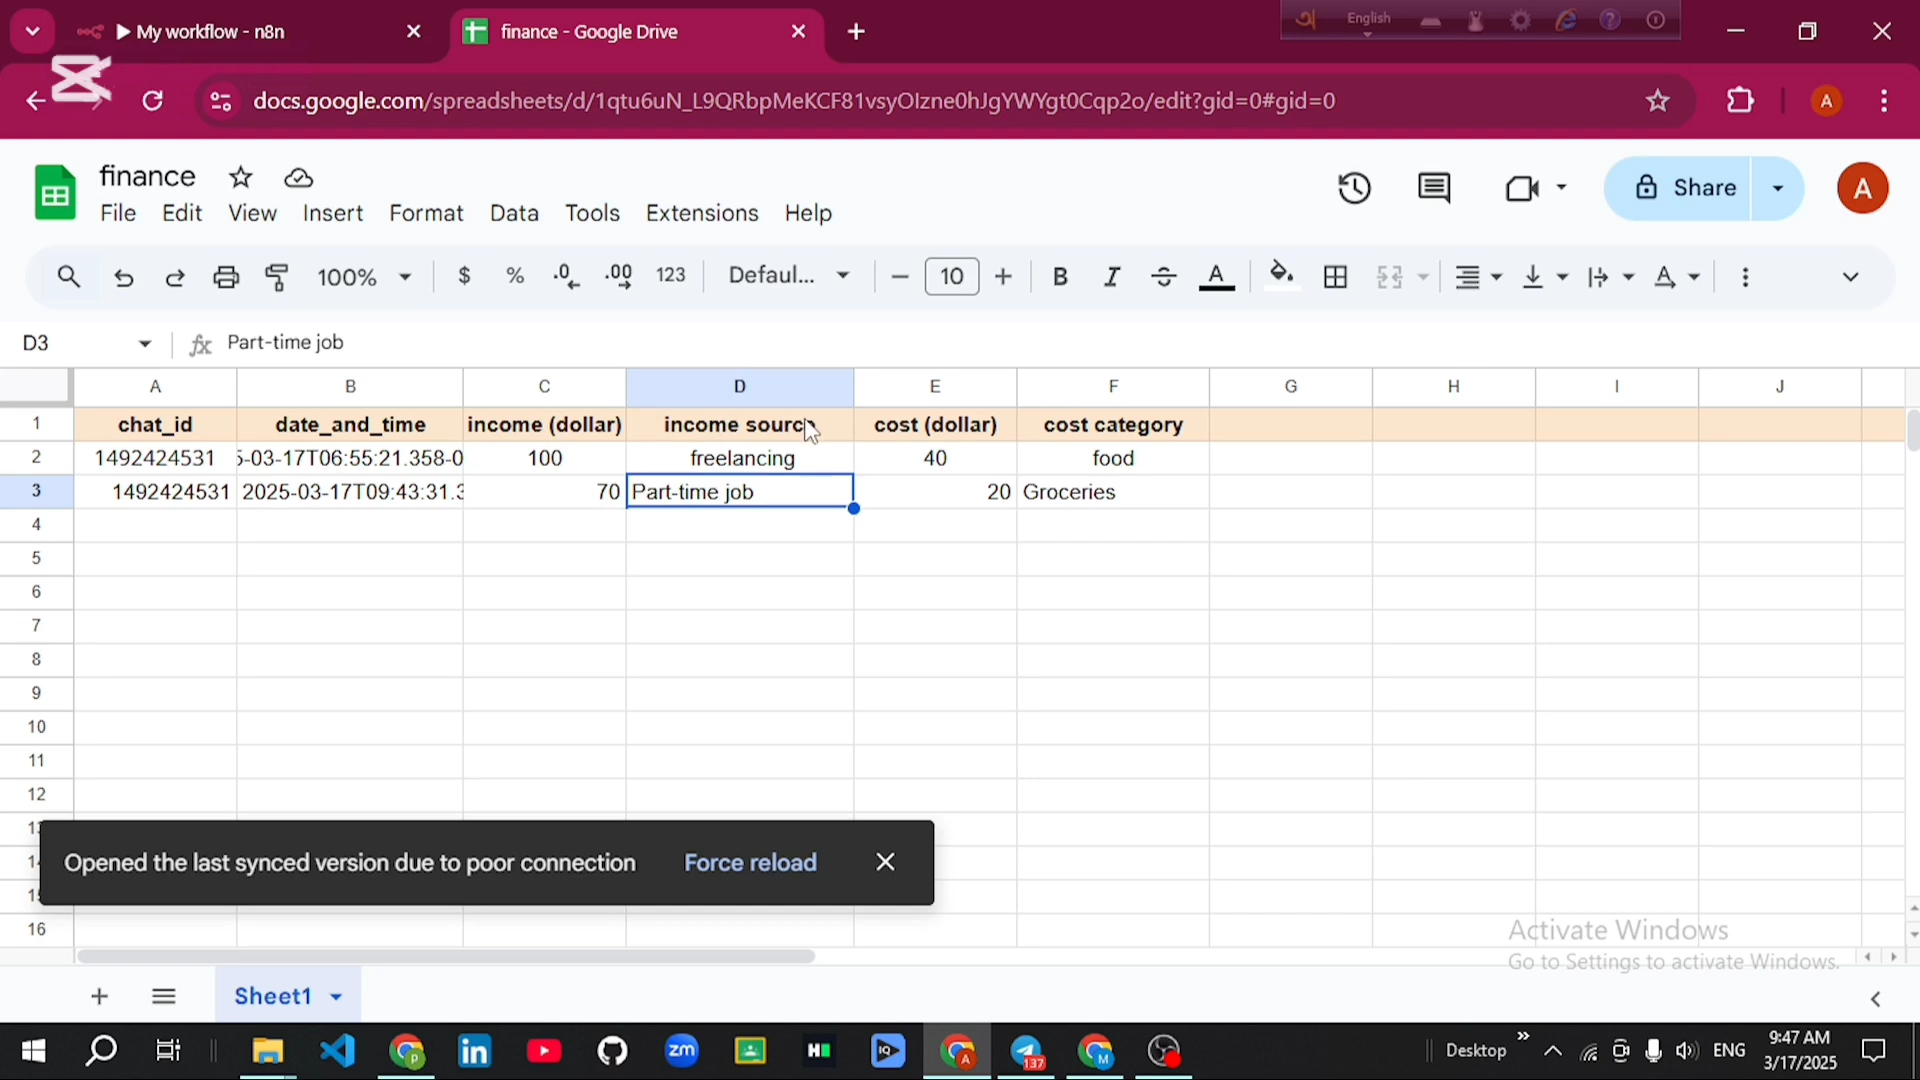 My workflow - n8n
finance - Google Drive
English
docs.google.com/spreadsheets/d/1qtu6uN_L9QRbpMeKCF81vsyOIzne0hJgYWYgt0Cqp2o/edit?gid=0#gid=0
A
finance
File Edit View Insert Format Data Tools Extensions Help
Share
A
100%
$ % .0 .00 123
Defaul...
10
B I A
D3
fx Part-time job
A B C D E F G H I J
1 chat_id date_and_time income (dollar) income source cost (dollar) cost category
2 1492424531 5-03-17T06:55:21.358-0 100 freelancing 40 food
3 1492424531 2025-03-17T09:43:31.3 70 Part-time job 20 Groceries
4
5
6
7
8
9
10
11
12
Opened the last synced version due to poor connection Force reload
16
Activate Windows
Go to Settings to activate Windows.
Sheet1
137
Desktop
ENG
9:47 AM
3/17/2025